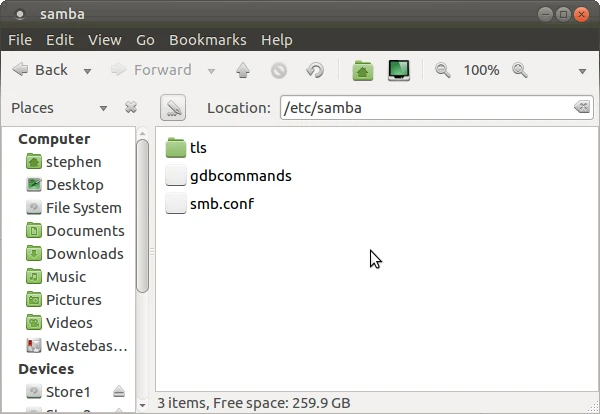 samba
File Edit View Go Bookmarks Help
Back Forward 100%
Places Location: /etc/samba
Computer
stephen
Desktop
File System
Documents
Downloads
Music
Pictures
Videos
Wastebas...
Devices
Store1
tls
gdbcommands
smb.conf
3 items, Free space: 259.9 GB